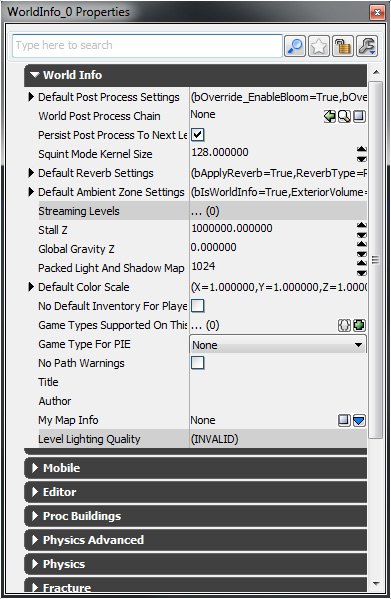 WorldInfo_0 Properties
Type here to search
World Info
Default Post Process Settings (bOverride_EnableBloom=True,bOve
World Post Process Chain None
Persist Post Process To Next Le
Squint Mode Kernel Size 128.000000
Default Reverb Settings (bApplyReverb=True,ReverbType=R
Default Ambient Zone Settings (bIsWorldInfo=True,ExteriorVolume=
Streaming Levels ... (0)
Stall Z 1000000.000000
Global Gravity Z 0.000000
Packed Light And Shadow Map 1024
Default Color Scale (X=1.000000,Y=1.000000,Z=1.0000
No Default Inventory For Playe
Game Types Supported On This ... (0)
Game Type For PIE None
No Path Warnings
Title
Author
My Map Info None
Level Lighting Quality (INVALID)
Mobile
Editor
Proc Buildings
Physics Advanced
Physics
Fracture